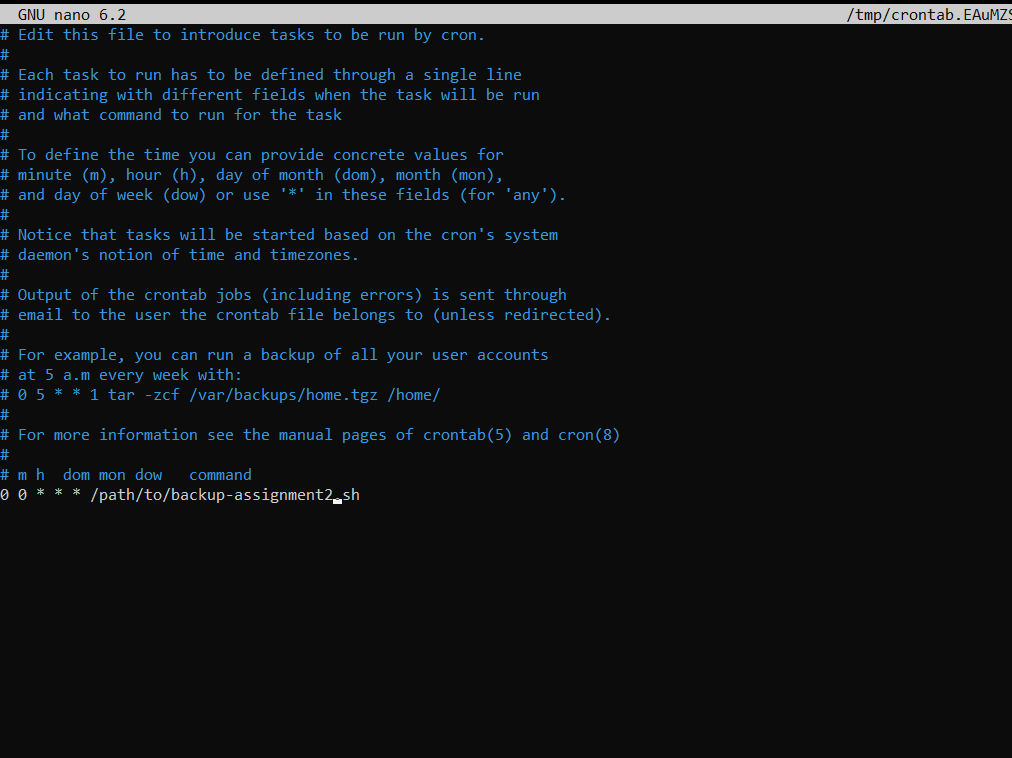 GNU nano 6.2 /tmp/crontab.EAuMZS
# Edit this file to introduce tasks to be run by cron.
#
# Each task to run has to be defined through a single line
# indicating with different fields when the task will be run
# and what command to run for the task
#
# To define the time you can provide concrete values for
# minute (m), hour (h), day of month (dom), month (mon),
# and day of week (dow) or use '*' in these fields (for 'any').
#
# Notice that tasks will be started based on the cron's system
# daemon's notion of time and timezones.
#
# Output of the crontab jobs (including errors) is sent through
# email to the user the crontab file belongs to (unless redirected).
#
# For example, you can run a backup of all your user accounts
# at 5 a.m every week with:
# 0 5 * * 1 tar -zcf /var/backups/home.tgz /home/
#
# For more information see the manual pages of crontab(5) and cron(8)
#
# m h  dom mon dow   command
0 0 * * * /path/to/backup-assignment2.sh